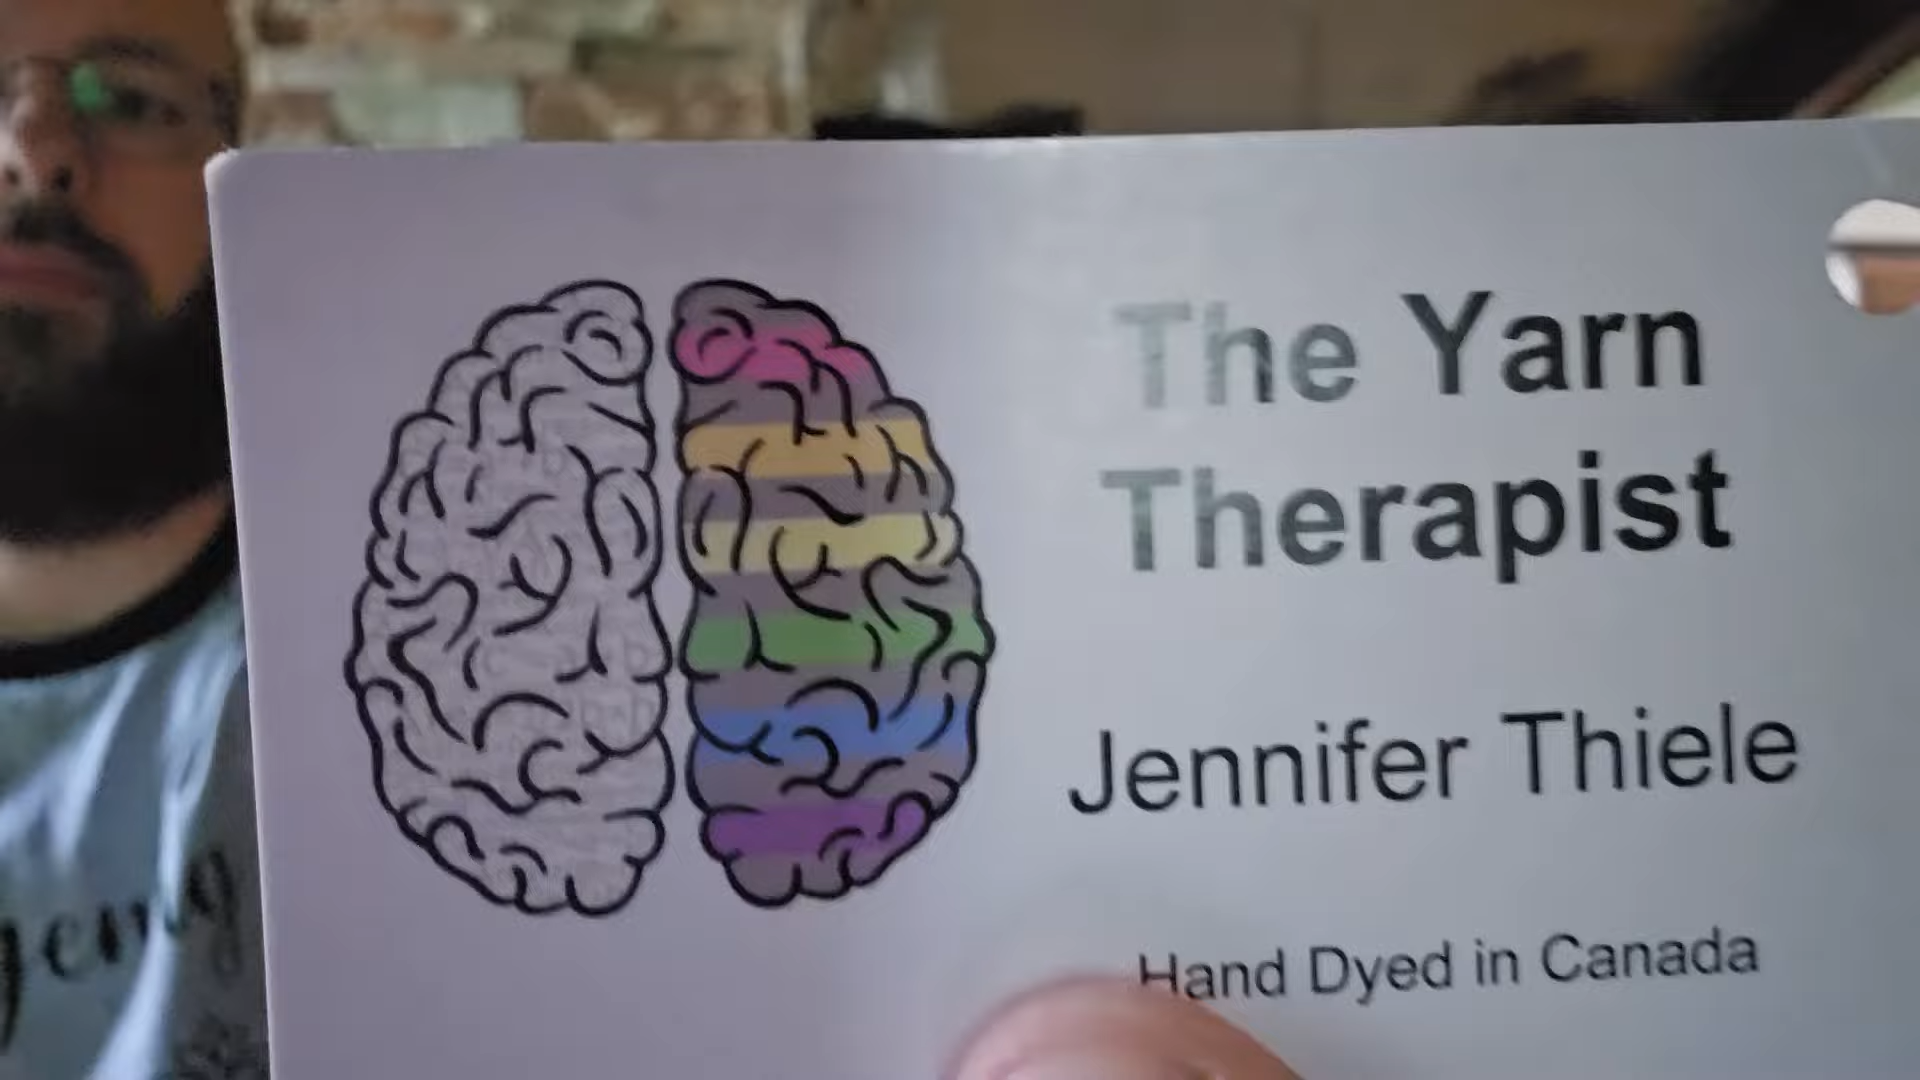 The Yarn
Therapist
Jennifer Thiele
Hand Dyed in Canada